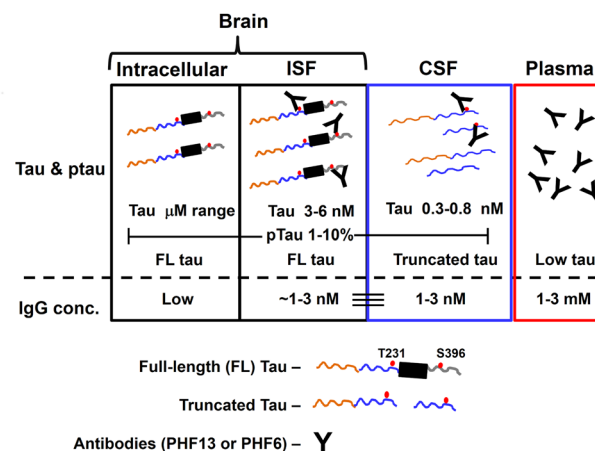 Brain
Intracellular ISF CSF Plasma
Tau & ptau
Tau μM range Tau 3-6 nM Tau 0.3-0.8 nM
pTau 1-10%
FL tau FL tau Truncated tau Low tau
IgG conc. Low ~1-3 nM 1-3 nM 1-3 mM
T231 S396
Full-length (FL) Tau –
Truncated Tau –
Antibodies (PHF13 or PHF6) –